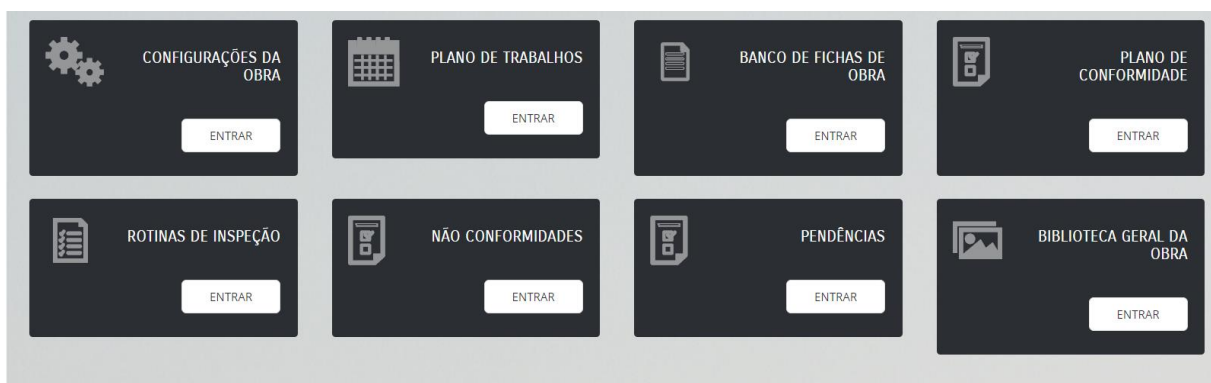 CONFIGURAÇÕES DA
OBRA
ENTRAR
PLANO DE TRABALHOS
ENTRAR
BANCO DE FICHAS DE
OBRA
ENTRAR
PLANO DE
CONFORMIDADE
ENTRAR
ROTINAS DE INSPEÇÃO
ENTRAR
NÃO CONFORMIDADES
ENTRAR
PENDÊNCIAS
ENTRAR
BIBLIOTECA GERAL DA
OBRA
ENTRAR